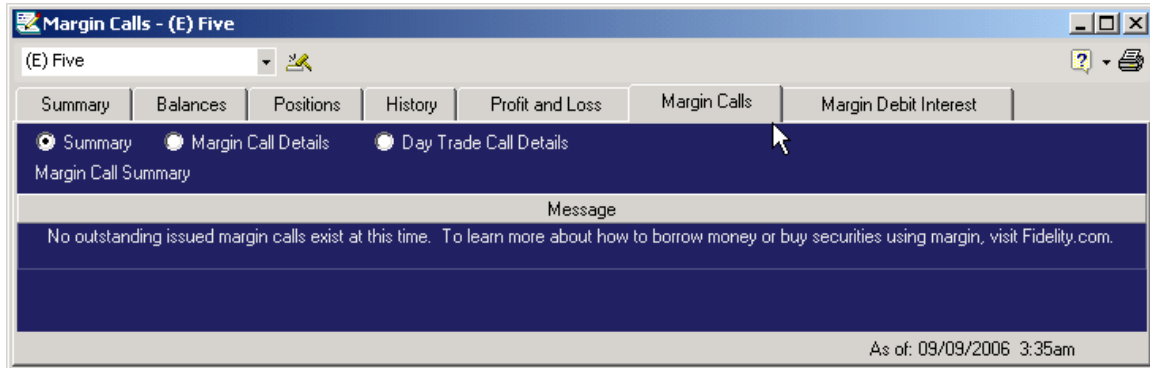 Margin Calls - (E) Five
(E) Five
Summary Balances Positions History Profit and Loss Margin Calls Margin Debit Interest
Summary Margin Call Details Day Trade Call Details
Margin Call Summary
Message
No outstanding issued margin calls exist at this time. To learn more about how to borrow money or buy securities using margin, visit Fidelity.com.
As of: 09/09/2006 3:35am